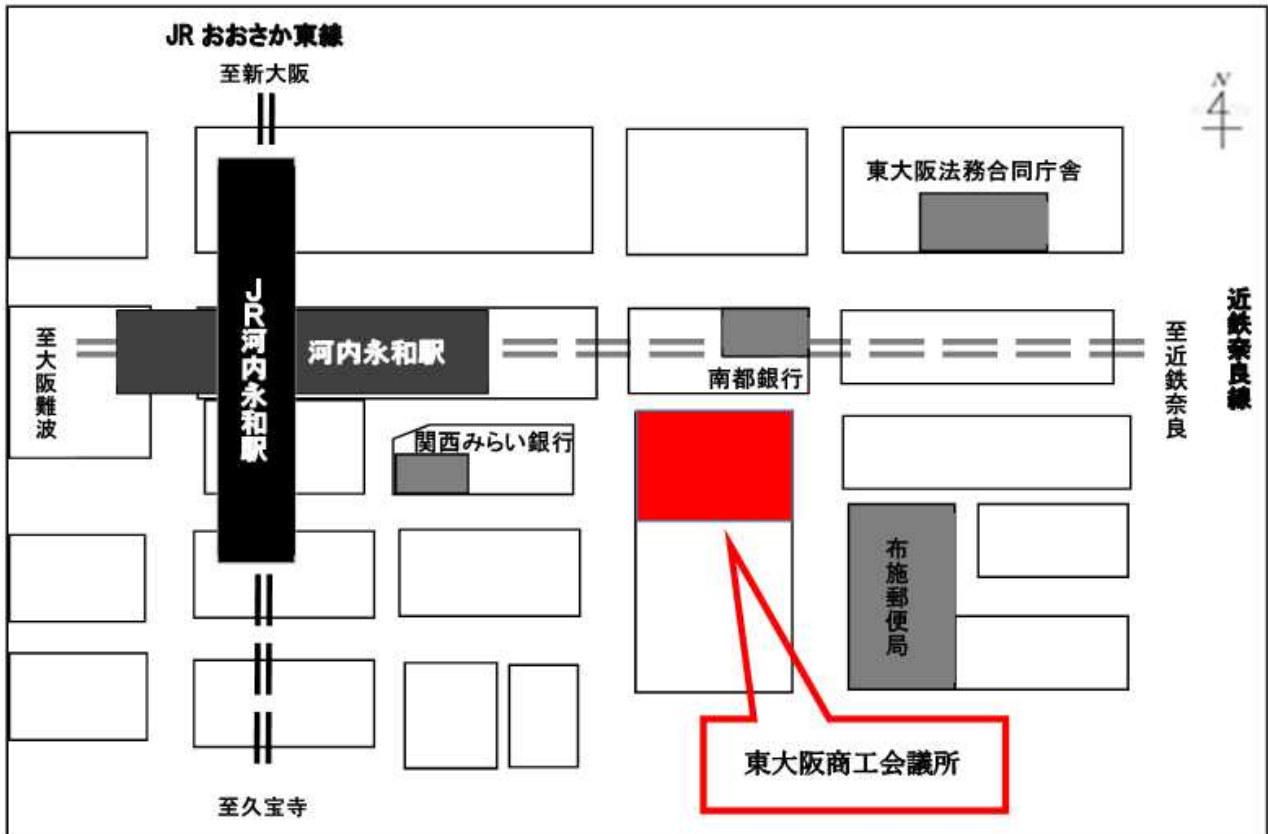 JR おおさか東線
至新大阪
N
東大阪法務合同庁舎
JR河内永和駅
河内永和駅
至大阪難波
南都銀行
至近鉄奈良
近鉄奈良線
関西みらい銀行
布施郵便局
東大阪商工会議所
至久宝寺